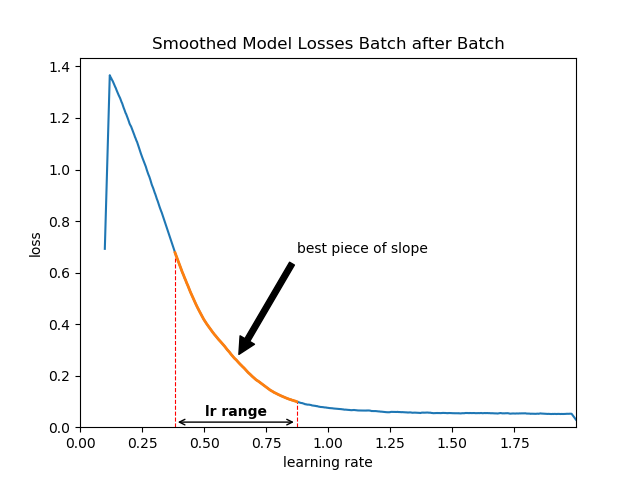 Smoothed Model Losses Batch after Batch
1.4
1.2
1.0
0.8
0.6
0.4
0.2
0.0
loss
best piece of slope
lr range
0.00 0.25 0.50 0.75 1.00 1.25 1.50 1.75
learning rate